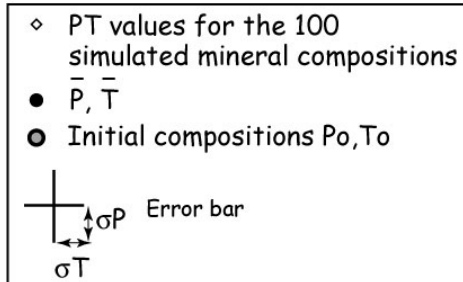 PT values for the 100
simulated mineral compositions
P̄, T̄
Initial compositions Po,To
σP Error bar
σT